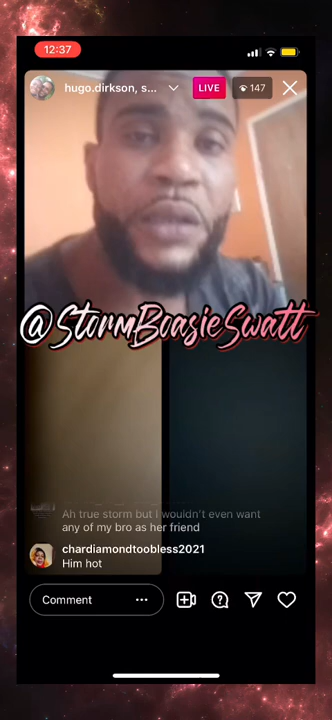 12:37
hugo.dirkson, s...
LIVE
147
@StormBoasieSwatt
Ah true storm but I wouldn't even want
any of my bro as her friend
chardiamondtoobless2021
Him hot
Comment